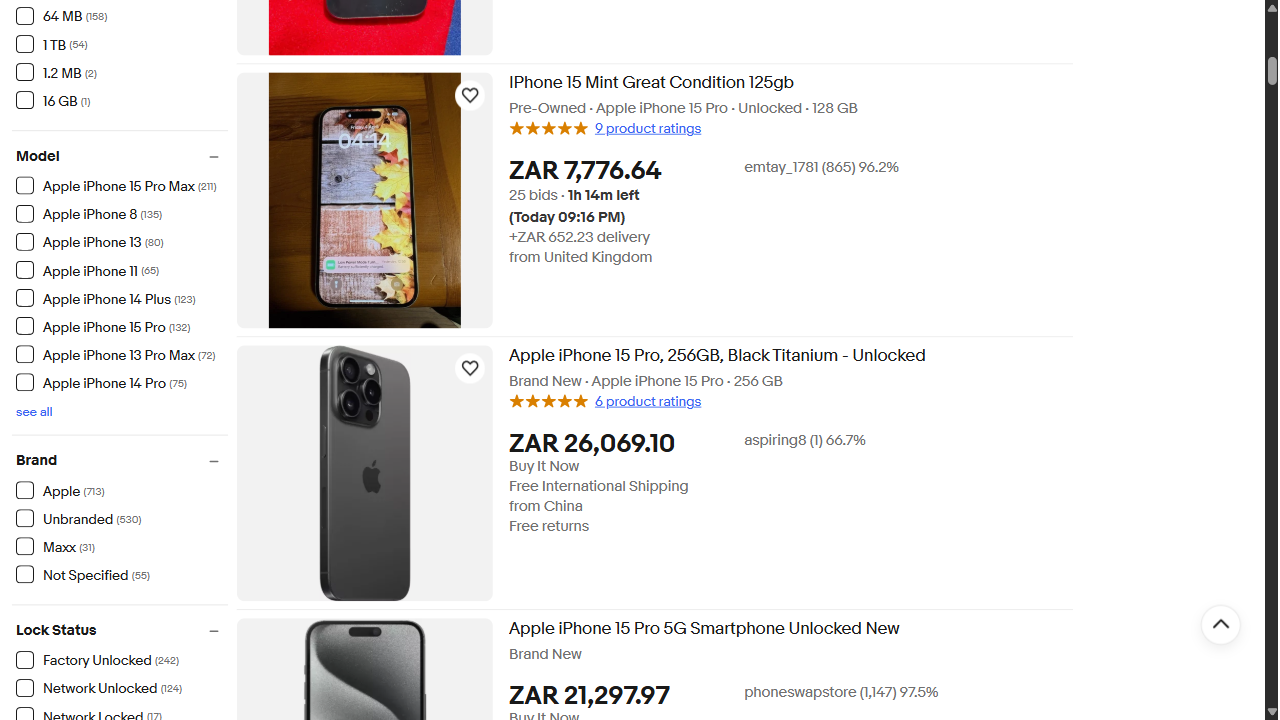 64 MB (158)
1 TB (54)
1.2 MB (2)
16 GB (1)
Model
Apple iPhone 15 Pro Max (211)
Apple iPhone 8 (135)
Apple iPhone 13 (80)
Apple iPhone 11 (65)
Apple iPhone 14 Plus (123)
Apple iPhone 15 Pro (132)
Apple iPhone 13 Pro Max (72)
Apple iPhone 14 Pro (75)
see all
Brand
Apple (713)
Unbranded (530)
Maxx (31)
Not Specified (55)
Lock Status
Factory Unlocked (242)
Network Unlocked (124)
Network Locked (17)
04:14
IPhone 15 Mint Great Condition 125gb
Pre-Owned · Apple iPhone 15 Pro · Unlocked · 128 GB
9 product ratings
ZAR 7,776.64
emtay_1781 (865) 96.2%
25 bids · 1h 14m left
(Today 09:16 PM)
+ZAR 652.23 delivery
from United Kingdom
Apple iPhone 15 Pro, 256GB, Black Titanium - Unlocked
Brand New · Apple iPhone 15 Pro · 256 GB
6 product ratings
ZAR 26,069.10
aspiring8 (1) 66.7%
Buy It Now
Free International Shipping
from China
Free returns
Apple iPhone 15 Pro 5G Smartphone Unlocked New
Brand New
ZAR 21,297.97
phoneswapstore (1,147) 97.5%
Buy It Now